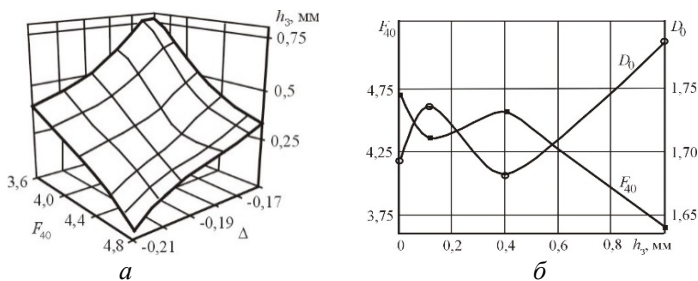 h₃, мм
0,75
0,5
0,25
3,6
4,0
4,4
4,8
F₄₀
-0,21
-0,19
-0,17
Δ
а
F₄₀
D₀
4,75
4,25
3,75
1,75
1,70
1,65
D₀
F₄₀
0
0,2
0,4
0,6
0,8
h₃, мм
б